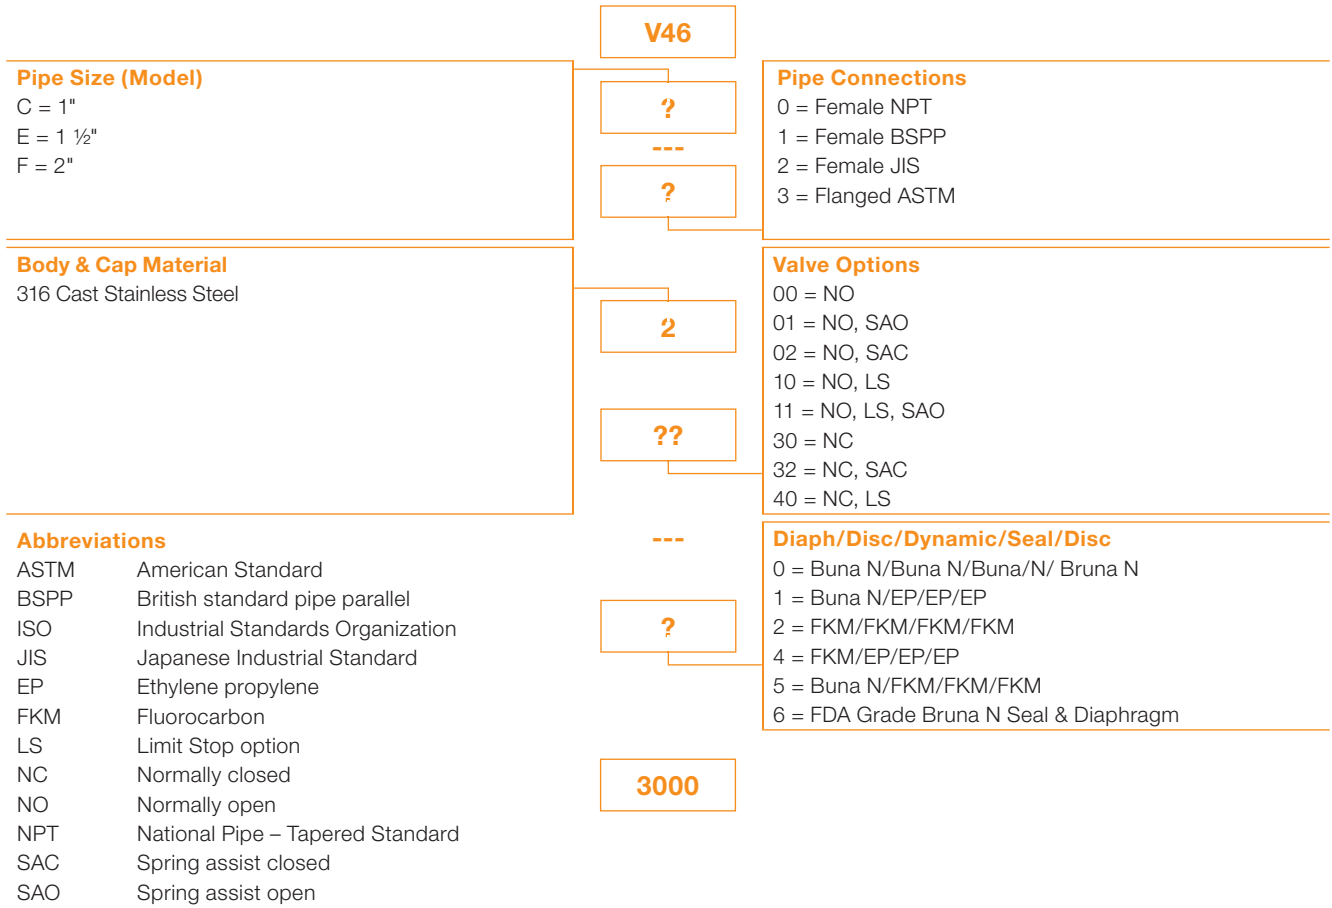 V46
Pipe Size (Model)
C = 1"
E = 1 ½"
F = 2"
?
---
?
Pipe Connections
0 = Female NPT
1 = Female BSPP
2 = Female JIS
3 = Flanged ASTM
Body & Cap Material
316 Cast Stainless Steel
2
??
Valve Options
00 = NO
01 = NO, SAO
02 = NO, SAC
10 = NO, LS
11 = NO, LS, SAO
30 = NC
32 = NC, SAC
40 = NC, LS
Abbreviations
ASTM American Standard
BSPP British standard pipe parallel
ISO Industrial Standards Organization
JIS Japanese Industrial Standard
EP Ethylene propylene
FKM Fluorocarbon
LS Limit Stop option
NC Normally closed
NO Normally open
NPT National Pipe – Tapered Standard
SAC Spring assist closed
SAO Spring assist open
---
?
Diaph/Disc/Dynamic/Seal/Disc
0 = Buna N/Buna N/Buna/N/ Bruna N
1 = Buna N/EP/EP/EP
2 = FKM/FKM/FKM/FKM
4 = FKM/EP/EP/EP
5 = Buna N/FKM/FKM/FKM
6 = FDA Grade Bruna N Seal & Diaphragm
3000